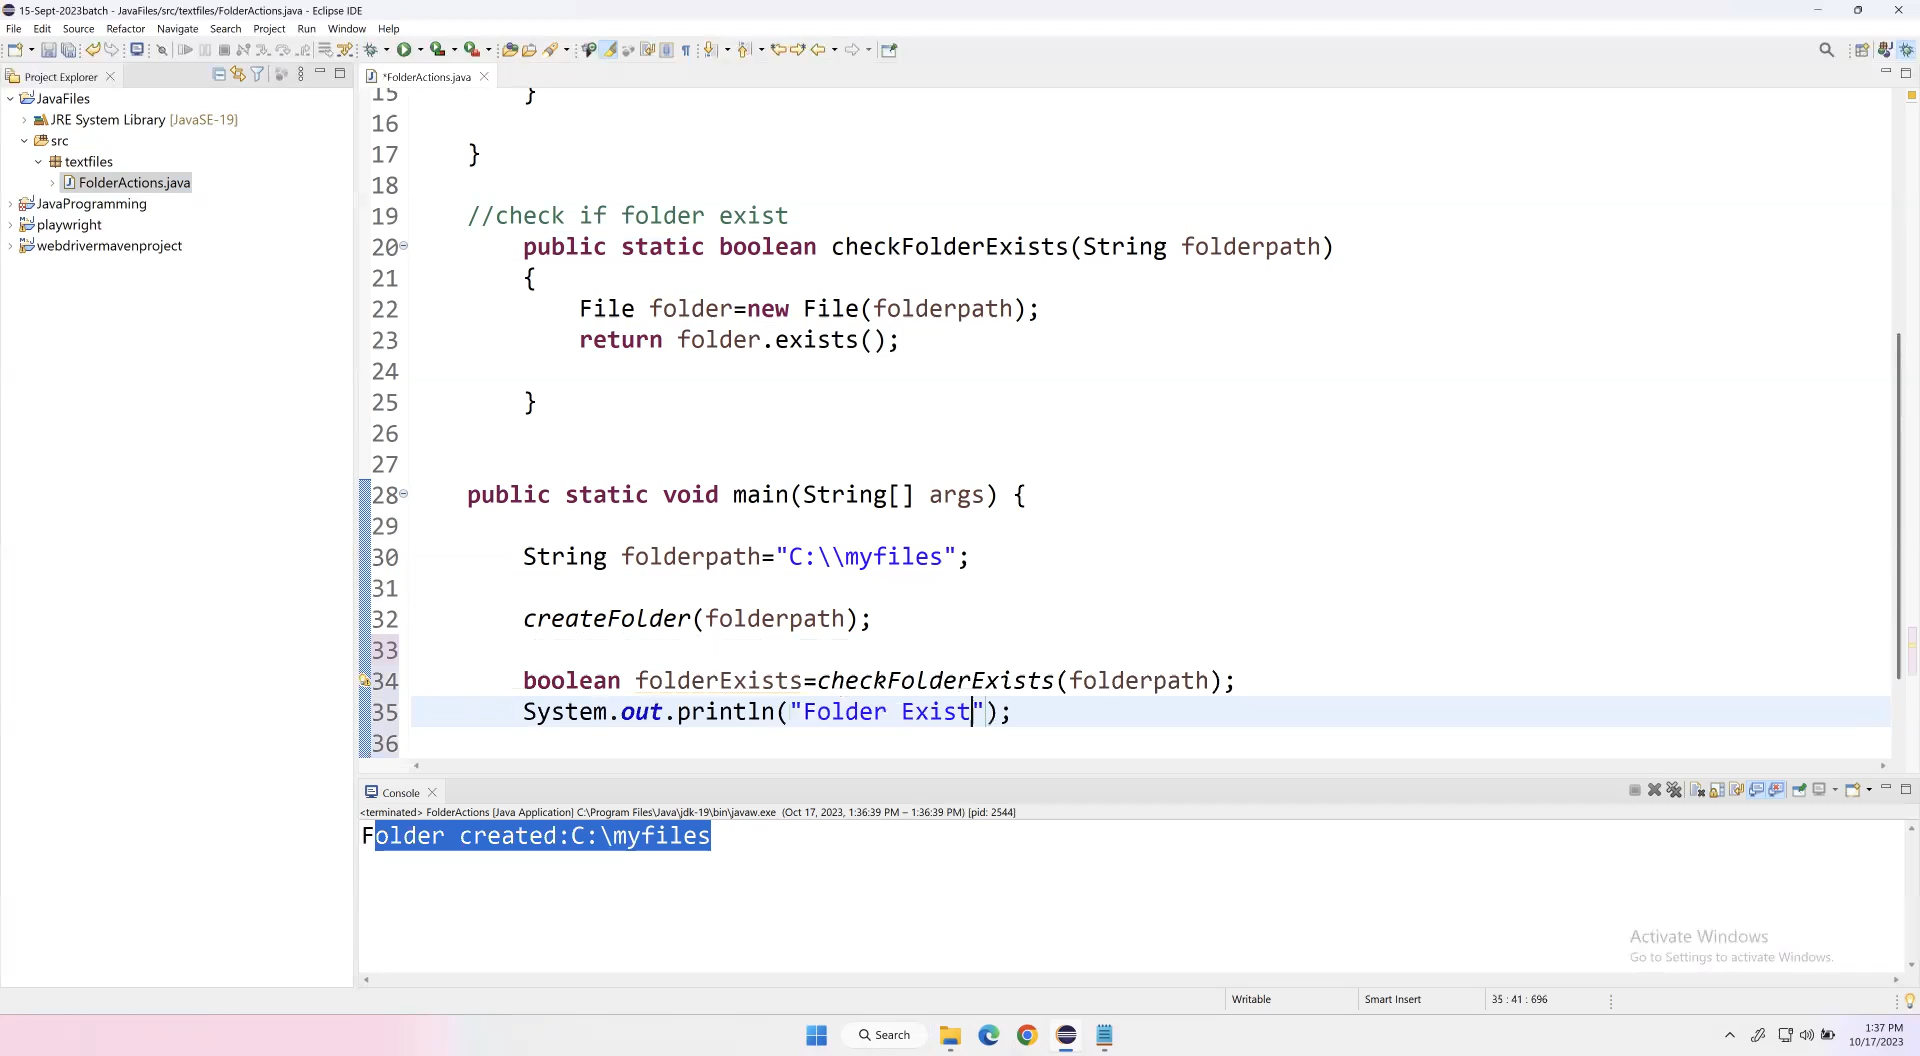 15-Sept-2023batch - JavaFiles/src/textfiles/FolderActions.java - Eclipse IDE
File Edit Source Refactor Navigate Search Project Run Window Help
Project Explorer
*FolderActions.java
JavaFiles
JRE System Library [JavaSE-19]
src
textfiles
FolderActions.java
JavaProgramming
playwright
webdrivermavenproject
15 }
16
17 }
18
19 //check if folder exist
20 public static boolean checkFolderExists(String folderpath)
21 {
22 File folder=new File(folderpath);
23 return folder.exists();
24
25 }
26
27
28 public static void main(String[] args) {
29
30 String folderpath="C:\\myfiles";
31
32 createFolder(folderpath);
33
34 boolean folderExists=checkFolderExists(folderpath);
35 System.out.println("Folder Exist");
36
Console
<terminated> FolderActions [Java Application] C:\Program Files\Java\jdk-19\bin\javaw.exe (Oct 17, 2023, 1:36:39 PM – 1:36:39 PM) [pid: 2544]
Folder created:C:\myfiles
Activate Windows
Go to Settings to activate Windows.
Writable Smart Insert 35 : 41 : 696
Search
1:37 PM
10/17/2023